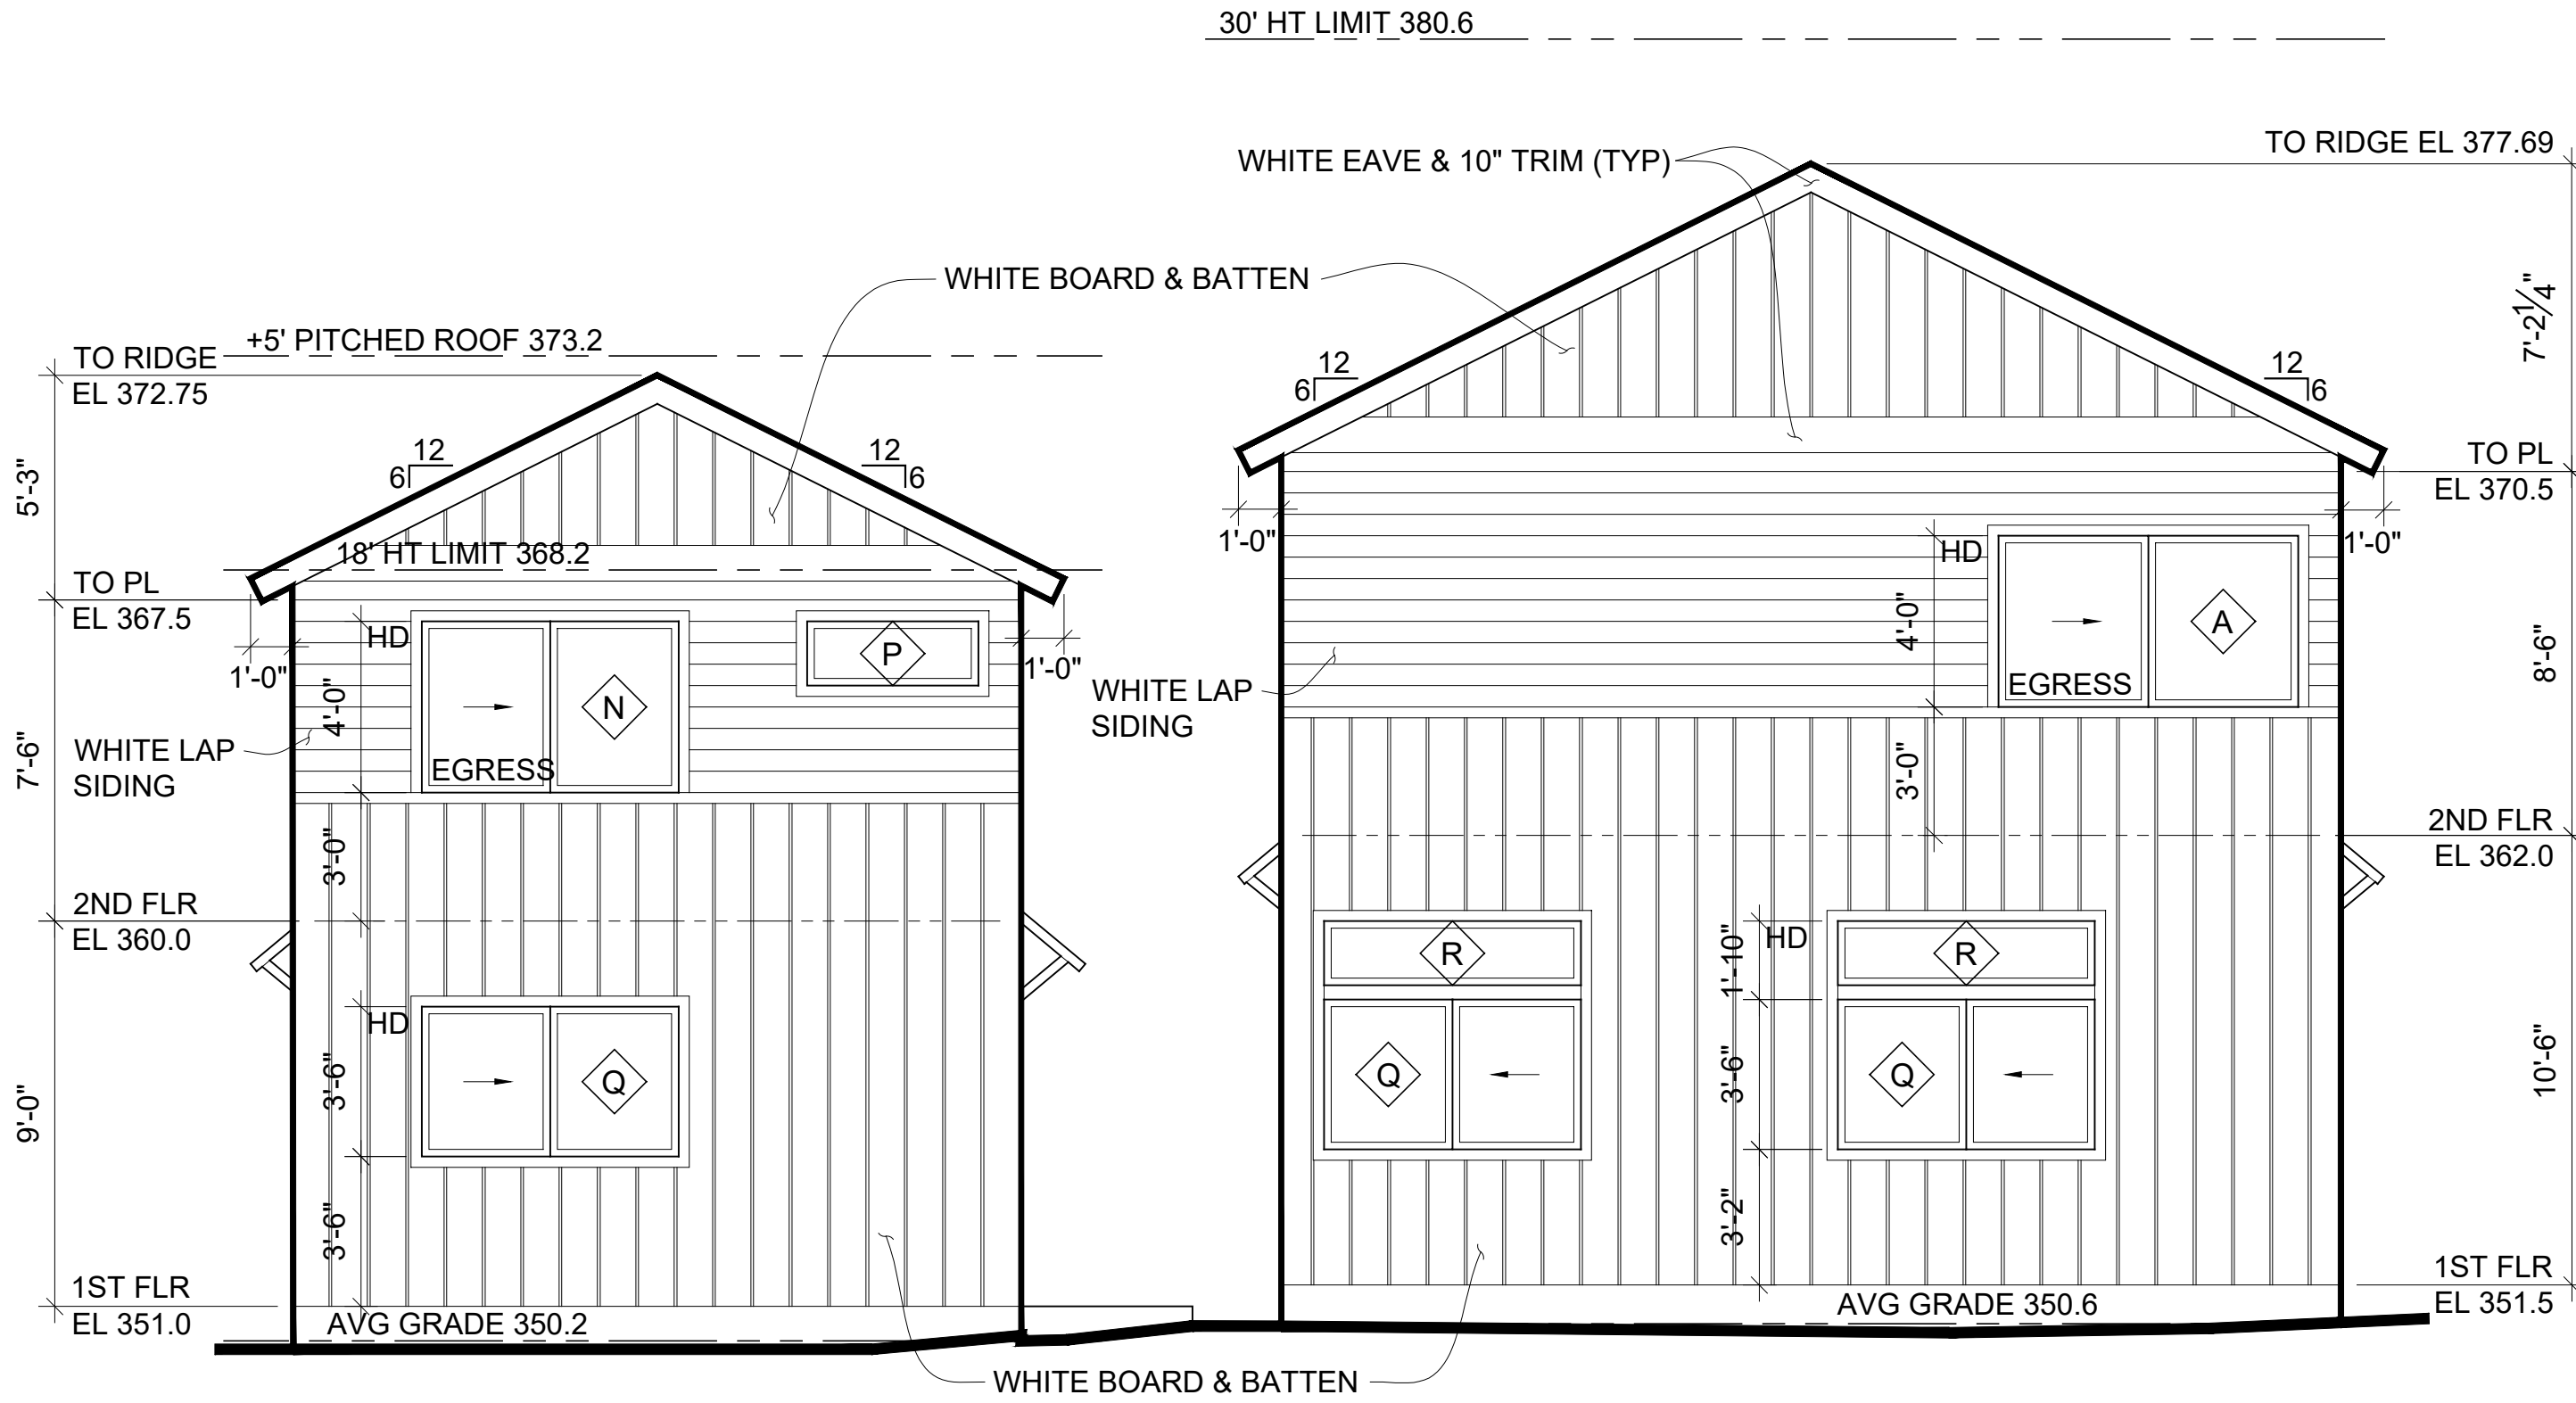 30' HT LIMIT 380.6
TO RIDGE EL 377.69
WHITE EAVE & 10" TRIM (TYP)
WHITE BOARD & BATTEN
7'-2 1/4"
+5' PITCHED ROOF 373.2
TO RIDGE
EL 372.75
12
6
12
6
12
6
12
6
5'-3"
18' HT LIMIT 368.2
TO PL
EL 367.5
TO PL
EL 370.5
1'-0"
1'-0"
1'-0"
1'-0"
HD
4'-0"
N
EGRESS
P
HD
4'-0"
A
EGRESS
8'-6"
WHITE LAP
SIDING
WHITE LAP
SIDING
7'-6"
3'-0"
3'-0"
2ND FLR
EL 360.0
2ND FLR
EL 362.0
HD
3'-6"
Q
3'-6"
R
Q
1'-10"
HD
3'-6"
3'-2"
R
Q
9'-0"
10'-6"
1ST FLR
EL 351.0
AVG GRADE 350.2
AVG GRADE 350.6
1ST FLR
EL 351.5
WHITE BOARD & BATTEN